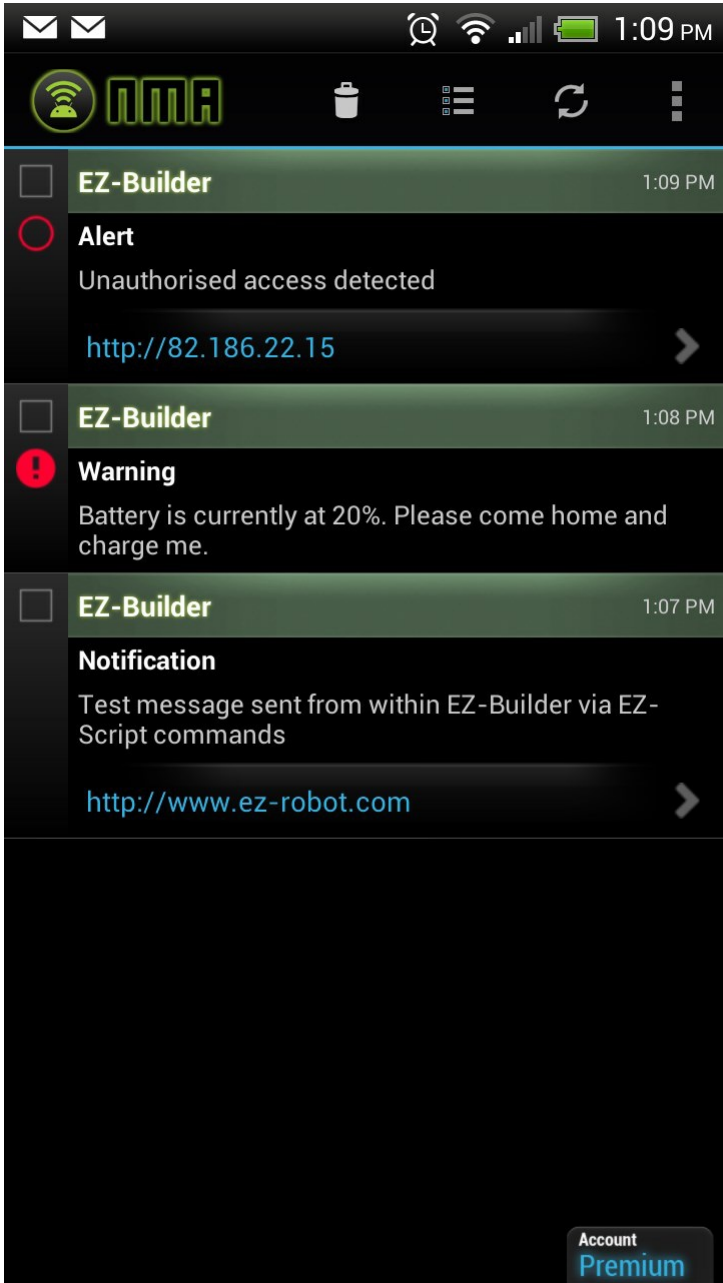 1:09 PM
NMA
EZ-Builder 1:09 PM
Alert
Unauthorised access detected
http://82.186.22.15
EZ-Builder 1:08 PM
Warning
Battery is currently at 20%. Please come home and
charge me.
EZ-Builder 1:07 PM
Notification
Test message sent from within EZ-Builder via EZ-
Script commands
http://www.ez-robot.com
Account
Premium